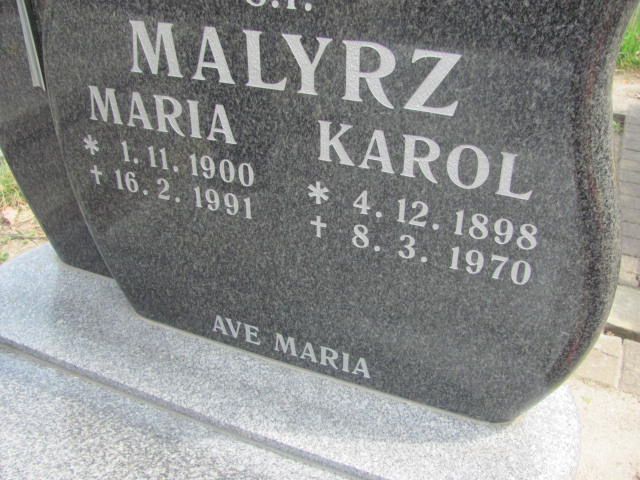 MALYRZ
MARIA
* 1.11.1900
† 16.2.1991
KAROL
* 4.12.1898
† 8.3.1970
AVE MARIA